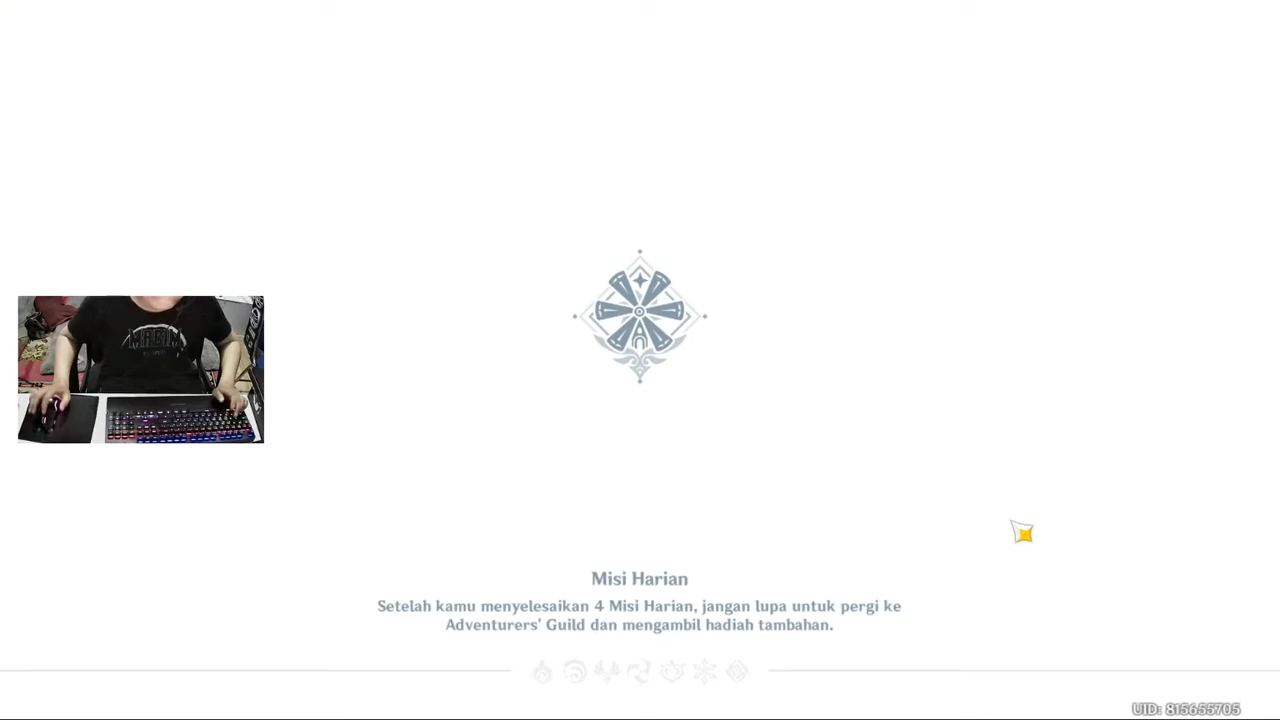 MAGIM
Misi Harian
Setelah kamu menyelesaikan 4 Misi Harian, jangan lupa untuk pergi ke
Adventurers' Guild dan mengambil hadiah tambahan.
UID: 815655705